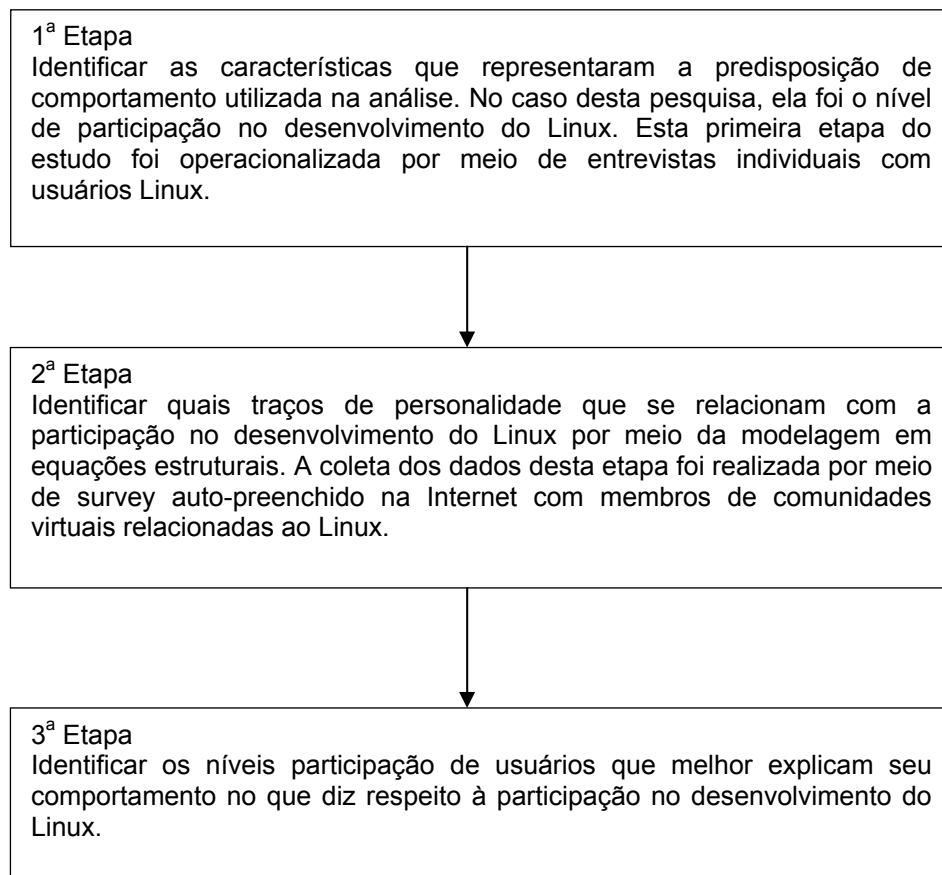 1ª Etapa
Identificar as características que representaram a predisposição de
comportamento utilizada na análise. No caso desta pesquisa, ela foi o nível
de participação no desenvolvimento do Linux. Esta primeira etapa do
estudo foi operacionalizada por meio de entrevistas individuais com
usuários Linux.
2ª Etapa
Identificar quais traços de personalidade que se relacionam com a
participação no desenvolvimento do Linux por meio da modelagem em
equações estruturais. A coleta dos dados desta etapa foi realizada por meio
de survey auto-preenchido na Internet com membros de comunidades
virtuais relacionadas ao Linux.
3ª Etapa
Identificar os níveis participação de usuários que melhor explicam seu
comportamento no que diz respeito à participação no desenvolvimento do
Linux.